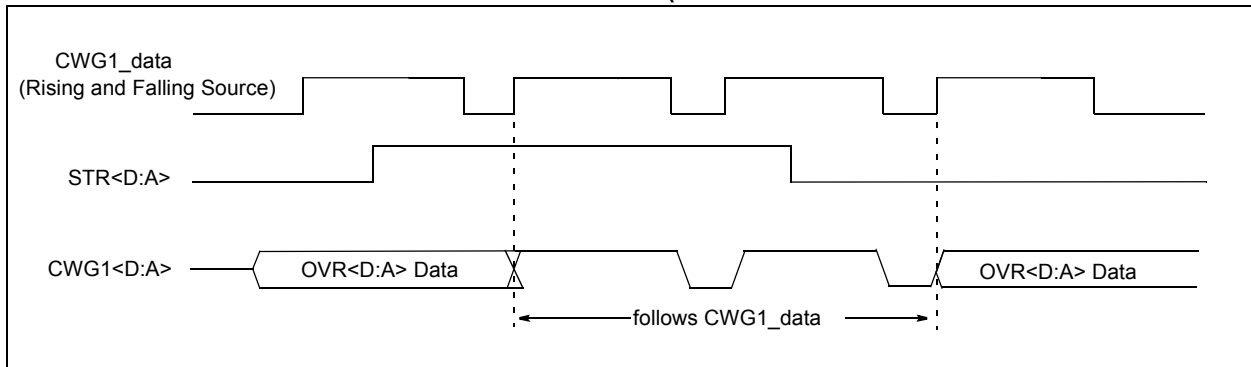 CWG1_data
(Rising and Falling Source)
STR<D:A>
CWG1<D:A>
OVR<D:A> Data
OVR<D:A> Data
follows CWG1_data